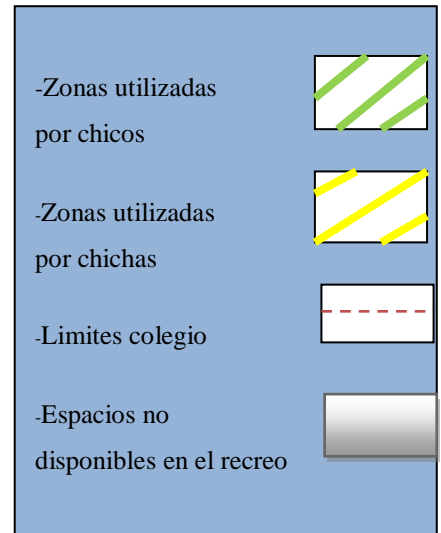 -Zonas utilizadas
por chicos
-Zonas utilizadas
por chichas
-Limites colegio
-Espacios no
disponibles en el recreo